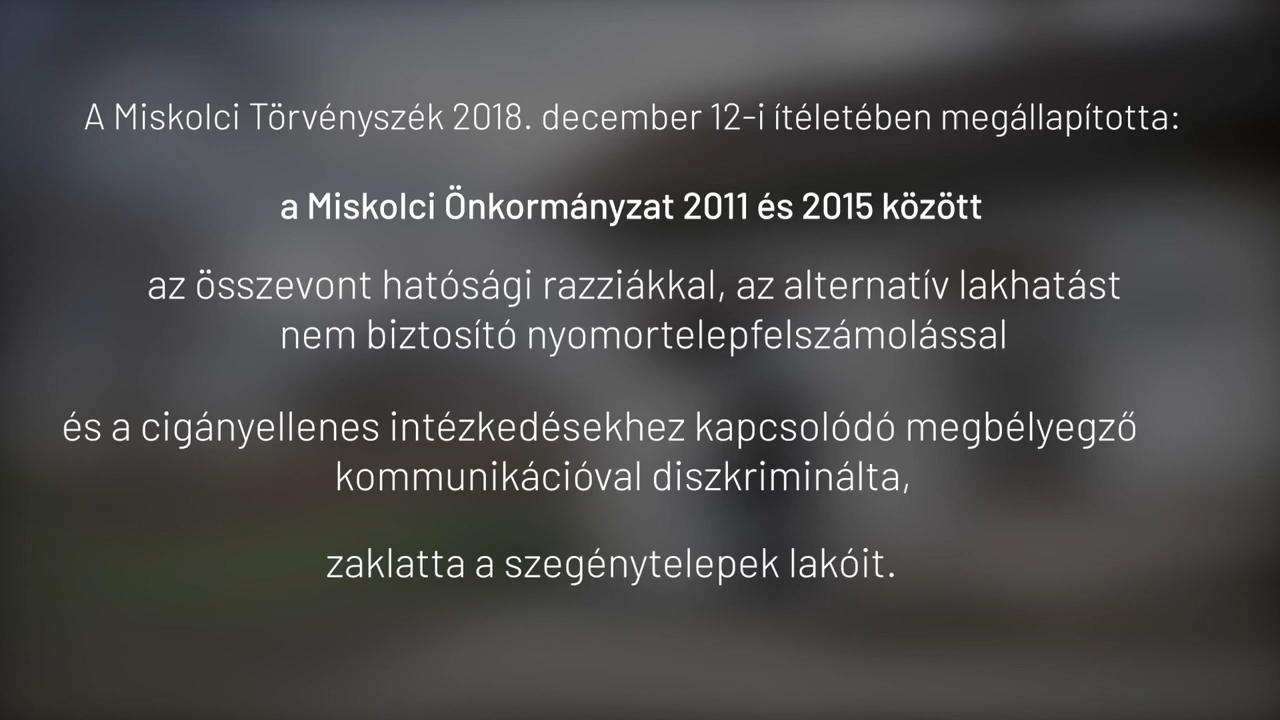 A Miskolci Törvényszék 2018. december 12-i ítéletében megállapította:
a Miskolci Önkormányzat 2011 és 2015 között
az összevont hatósági razziákkal, az alternatív lakhatást
nem biztosító nyomortelepfelszámolással
és a cigányellenes intézkedésekhez kapcsolódó megbélyegző
kommunikációval diszkriminálta,
zaklatta a szegénytelepek lakóit.